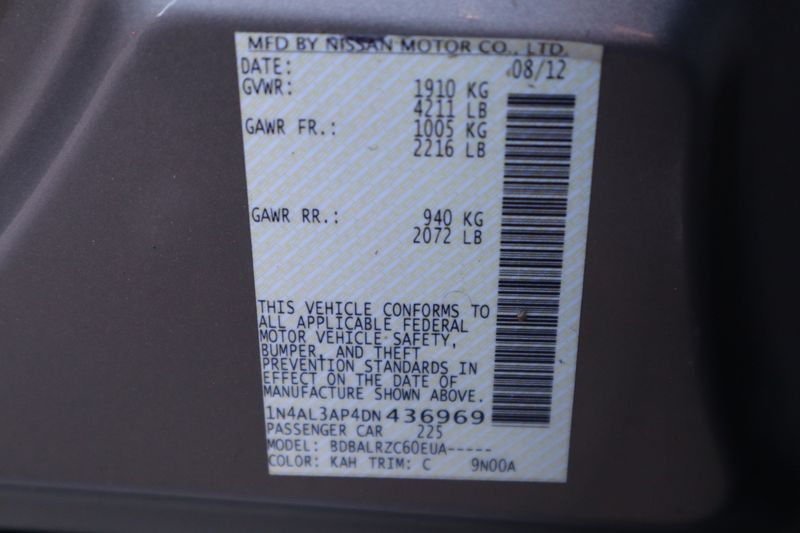 MFD BY NISSAN MOTOR CO., LTD.
DATE: 08/12
GVWR: 1910 KG
4211 LB
GAWR FR.: 1005 KG
2216 LB
GAWR RR.: 940 KG
2072 LB
THIS VEHICLE CONFORMS TO
ALL APPLICABLE FEDERAL
MOTOR VEHICLE SAFETY,
BUMPER, AND THEFT
PREVENTION STANDARDS IN
EFFECT ON THE DATE OF
MANUFACTURE SHOWN ABOVE.
1N4AL3AP4DN436969
PASSENGER CAR 225
MODEL: BDBALRZC60EUA-----
COLOR: KAH TRIM: C 9N00A